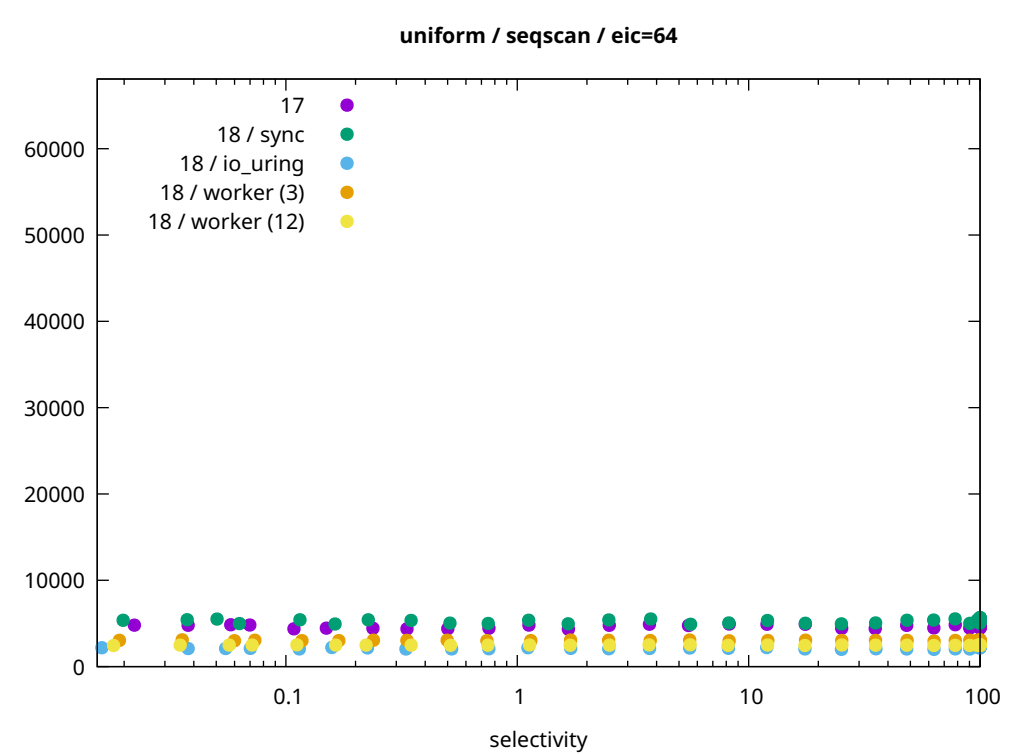 uniform / seqscan / eic=64
17
18 / sync
18 / io_uring
18 / worker (3)
18 / worker (12)
60000
50000
40000
30000
20000
10000
0
0.1
1
10
100
selectivity